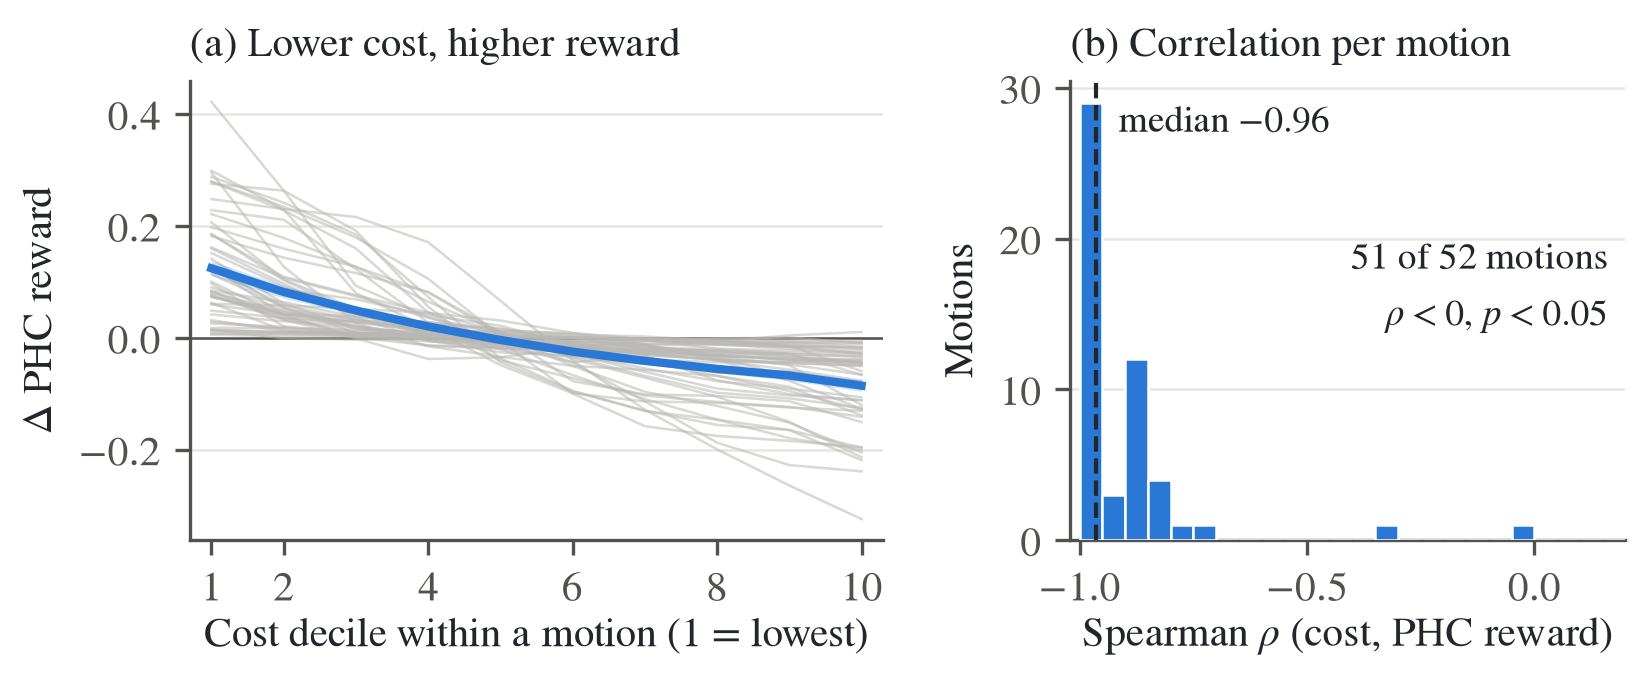 (a) Lower cost, higher reward
Δ PHC reward
0.4
0.2
0.0
−0.2
1 2 4 6 8 10
Cost decile within a motion (1 = lowest)
(b) Correlation per motion
Motions
30
20
10
0
median −0.96
51 of 52 motions
ρ < 0, p < 0.05
−1.0 −0.5 0.0
Spearman ρ (cost, PHC reward)